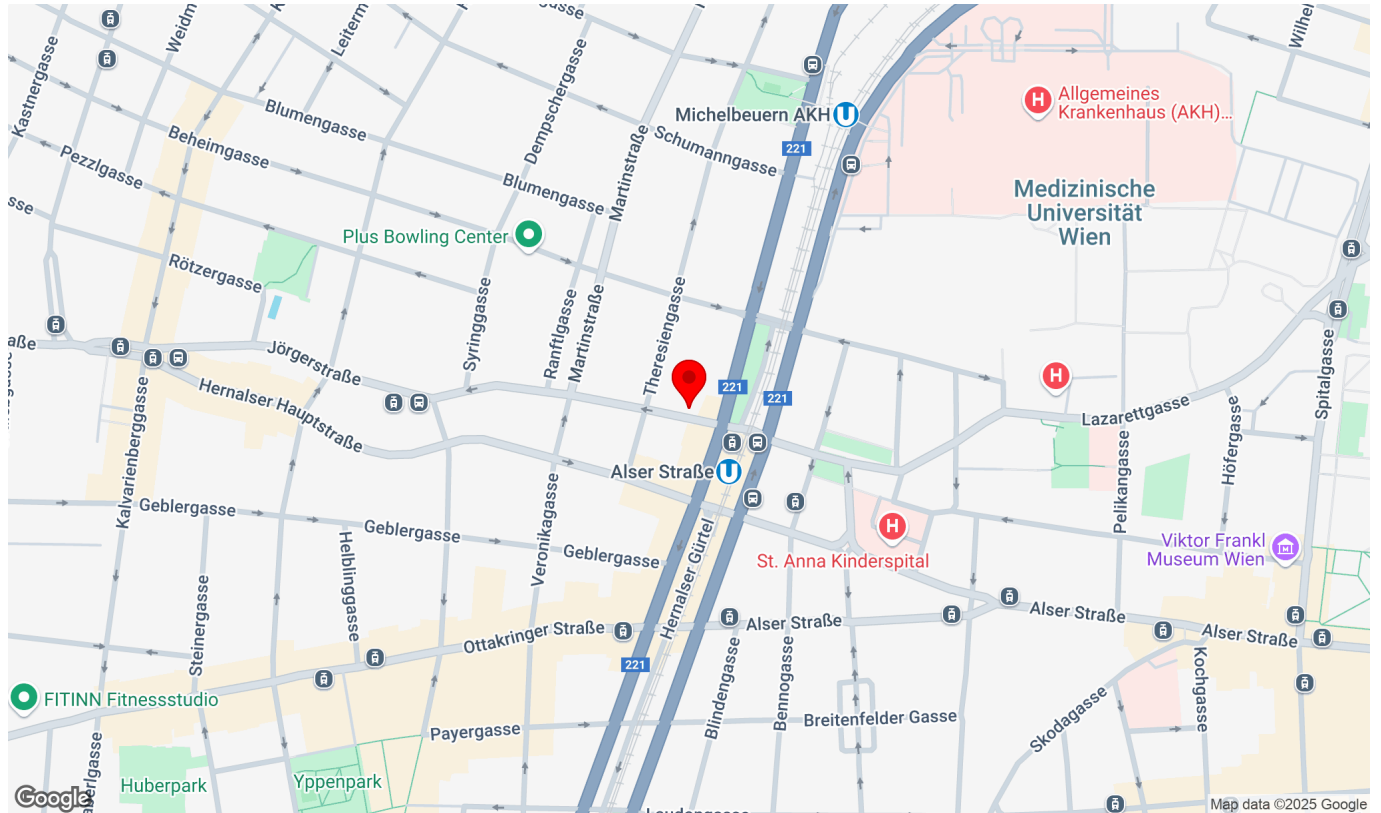 Kastnergasse
Weidm
Leiterm
Dempschergasse
Blumengasse
Beheimgasse
Pezzlgasse
Martinstraße
Michelbeuern AKH
Schumanngasse
221
Allgemeines
Krankenhaus (AKH)...
Wilhe
Medizinische
Universität
Wien
Blumengasse
Plus Bowling Center
Rötzergasse
Syringgasse
Ranftlgasse
Martinstraße
Theresiengasse
aße
Jörgerstraße
Hernalser Hauptstraße
Kalvarienberggasse
221
221
Lazarettgasse
Spitalgasse
Höfergasse
Pelikangasse
Alser Straße
Geblergasse
Geblergasse
Geblergasse
Helblinggasse
Veronikagasse
Steinergasse
Hernalser Gürtel
St. Anna Kinderspital
Viktor Frankl
Museum Wien
Ottakringer Straße
Alser Straße
Alser Straße
Alser Straße
221
Blindengasse
Bennogasse
Breitenfelder Gasse
Skodagasse
Kochgasse
FITINN Fitnessstudio
Payergasse
Huberpark
Yppenpark
Google
Map data ©2025 Google